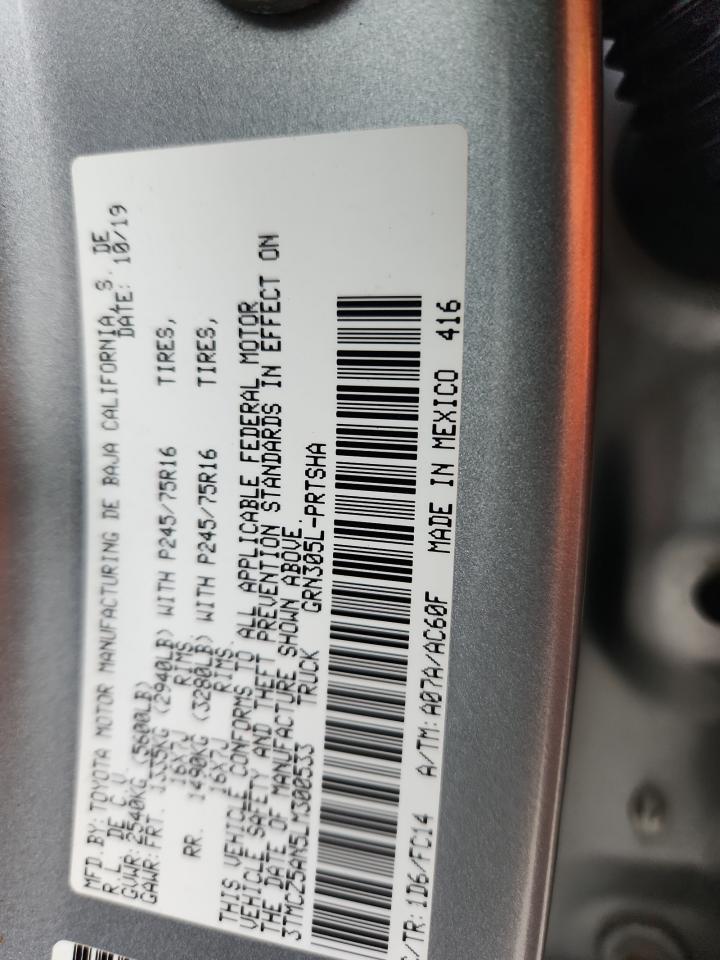 MFD.BY: TOYOTA MOTOR MANUFACTURING DE BAJA CALIFORNIA, S. DE
R L. DE C.V. DATE: 10/19
GVWR: 2540KG (5600LB)
GAWR: FRT. 1335KG (2940LB) WITH P245/75R16 TIRES,
16X7J RIMS.
RR. 1490KG (3280LB) WITH P245/75R16 TIRES,
16X7J RIMS.
THIS VEHICLE CONFORMS TO ALL APPLICABLE FEDERAL MOTOR
VEHICLE SAFETY AND THEFT PREVENTION STANDARDS IN EFFECT ON
THE DATE OF MANUFACTURE SHOWN ABOVE.
3TMCZ5AN5LM300533 TRUCK GRN305L-PRTSHA
C/TR: 1D6/FC14 A/TM: A07A/AC60F MADE IN MEXICO 416